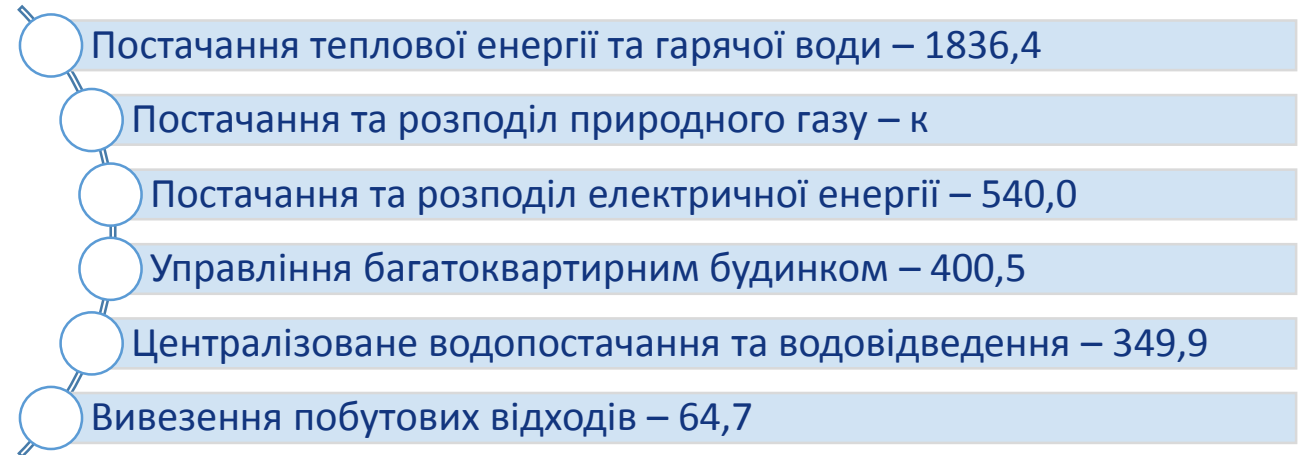 Постачання теплової енергії та гарячої води – 1836,4
Постачання та розподіл природного газу – к
Постачання та розподіл електричної енергії – 540,0
Управління багатоквартирним будинком – 400,5
Централізоване водопостачання та водовідведення – 349,9
Вивезення побутових відходів – 64,7